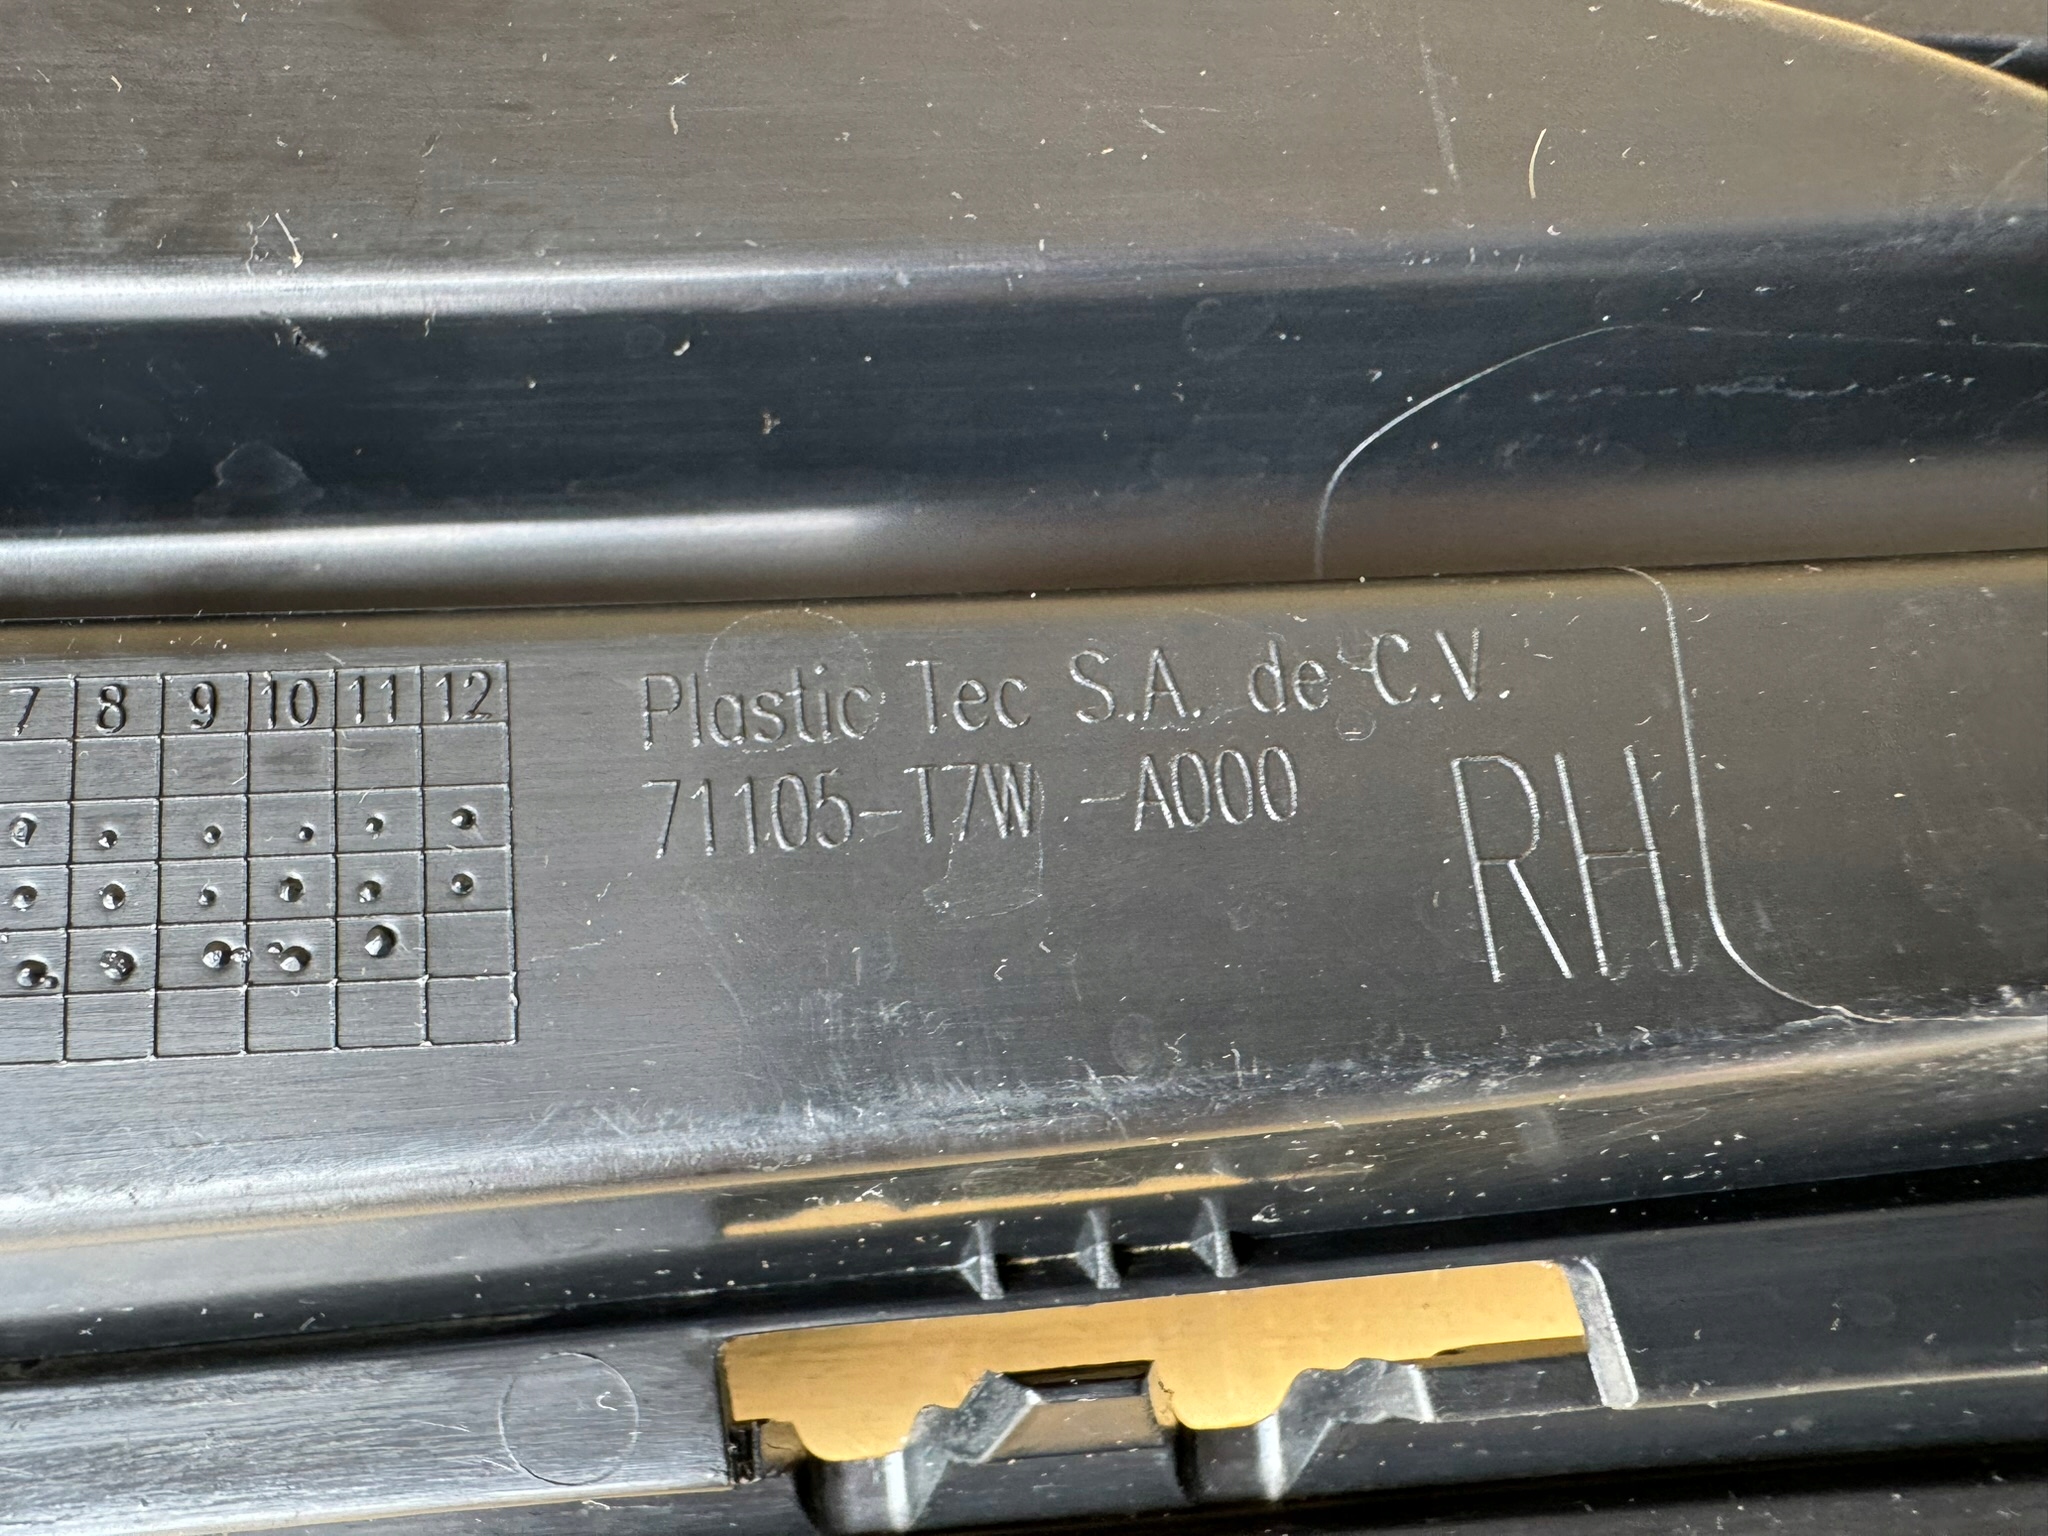 7 8 9 10 11 12
Plastic Tec S.A. de C.V.
71105-T7W -A000
RH